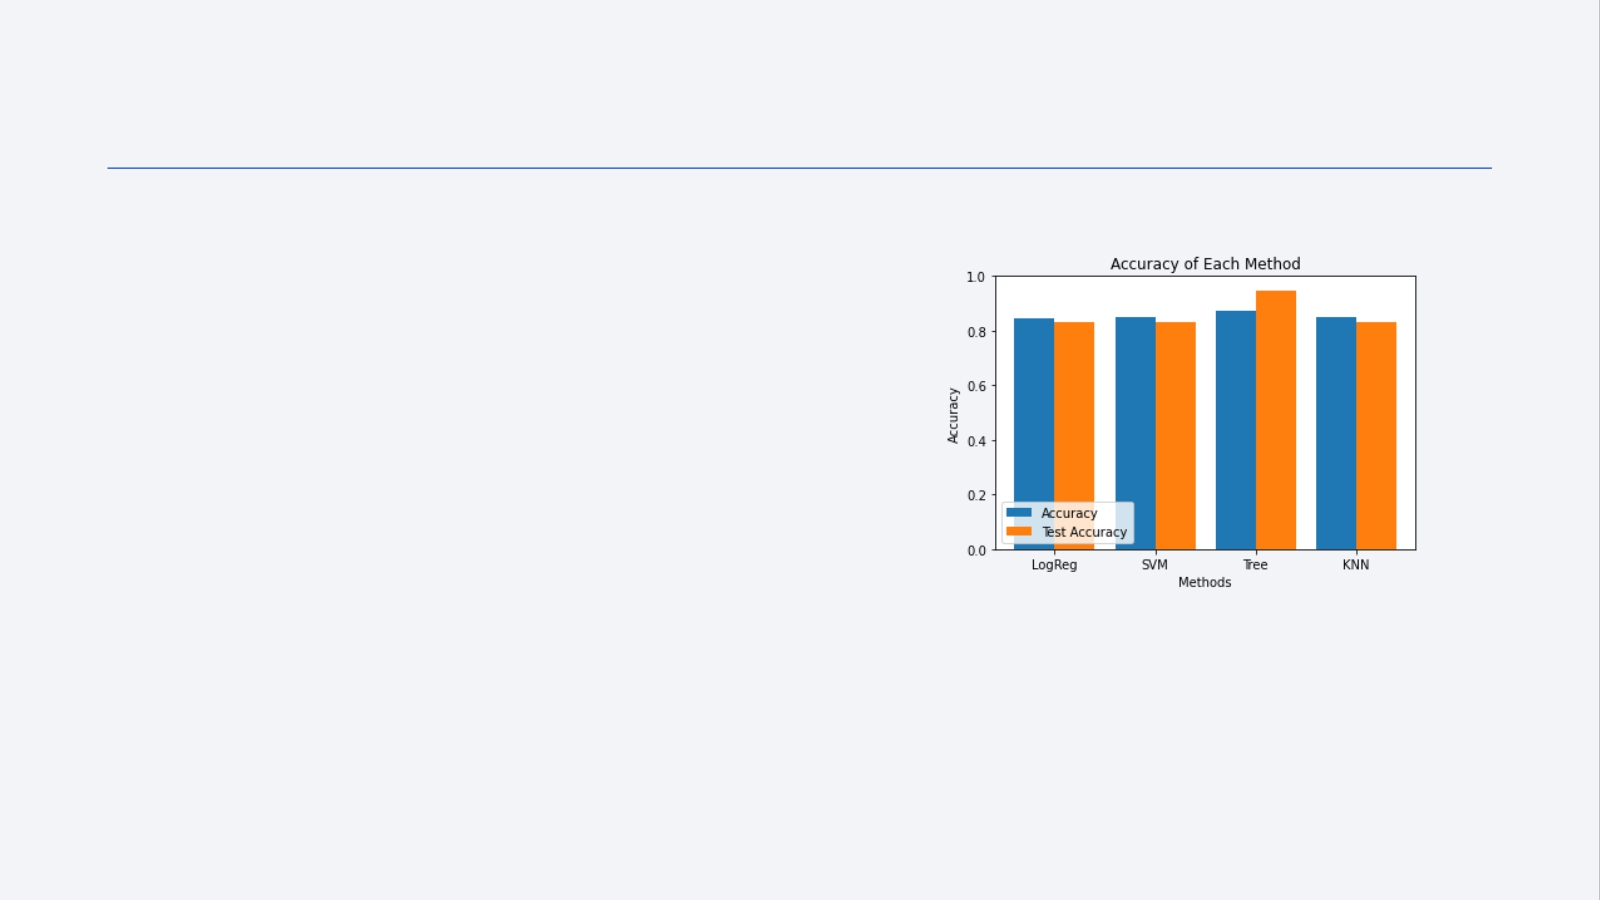 Accuracy of Each Method
1.0
0.8
0.6
0.4
0.2
0.0
Accuracy
Accuracy
Test Accuracy
LogReg SVM Tree KNN
Methods